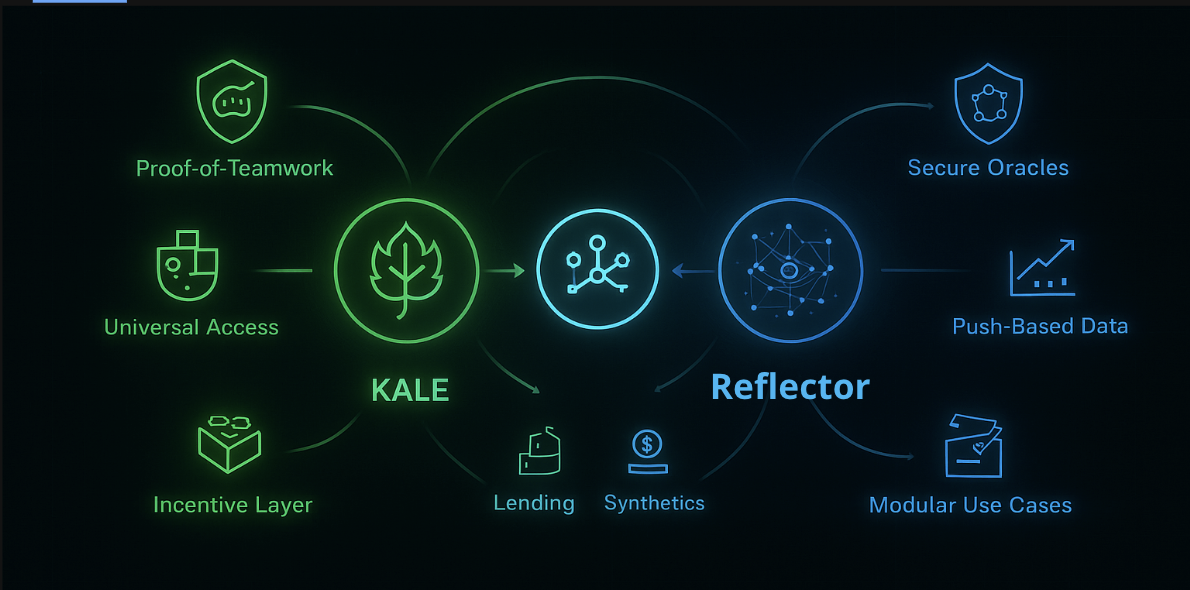 Proof-of-Teamwork
Secure Oracles
Universal Access
Push-Based Data
KALE
Reflector
Incentive Layer
Lending
Synthetics
$
Modular Use Cases